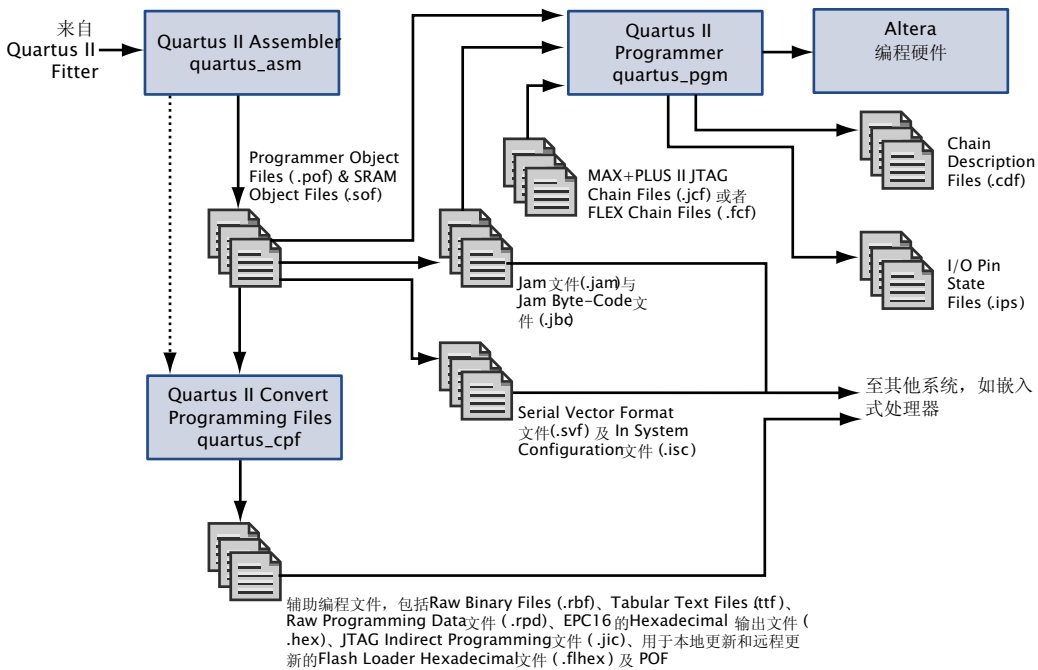 来自
Quartus II
Fitter
Quartus II Assembler
quartus_asm
Quartus II
Programmer
quartus_pgm
Altera
编程硬件
Programmer Object
Files ( .pof) & SRAM
Object Files (.sof)
MAX+PLUS II JTAG
Chain Files (.jcf) 或者
FLEX Chain Files ( .fcf)
Chain
Description
Files (.cdf)
Jam 文件(.jam)与
Jam Byte-Code文
件 (.jbc)
I/O Pin
State
Files (.ips)
Quartus II Convert
Programming Files
quartus_cpf
Serial Vector Format
文件(.svf) 及 In System
Configuration文件 (.isc)
至其他系统，如嵌入
式处理器
辅助编程文件，包括Raw Binary Files (.rbf)、Tabular Text Files (.ttf)、
Raw Programming Data文件 ( .rpd)、EPC16 的Hexadecimal 输出文件 (
.hex)、JTAG Indirect Programming文件 (.jic)、用于本地更新和远程更
新的Flash Loader Hexadecimal文件 ( .flhex) 及 POF